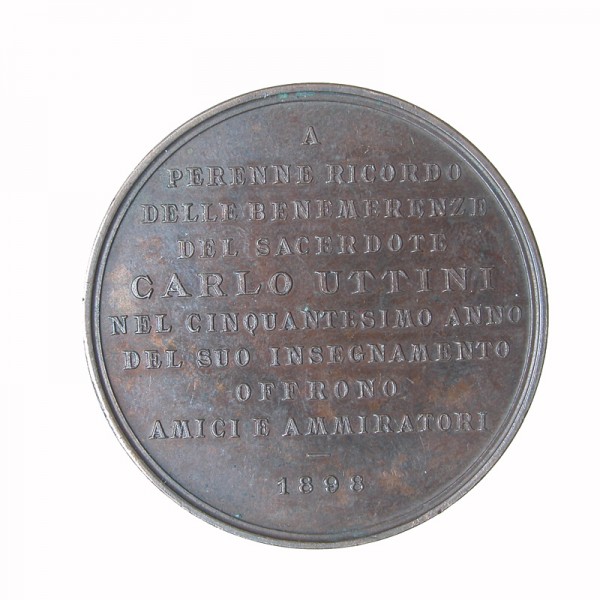 A
PERENNE RICORDO
DELLE BENEMERENZE
DEL SACERDOTE
CARLO UTTINI
NEL CINQUANTESIMO ANNO
DEL SUO INSEGNAMENTO
OFFRONO
AMICI E AMMIRATORI
1898